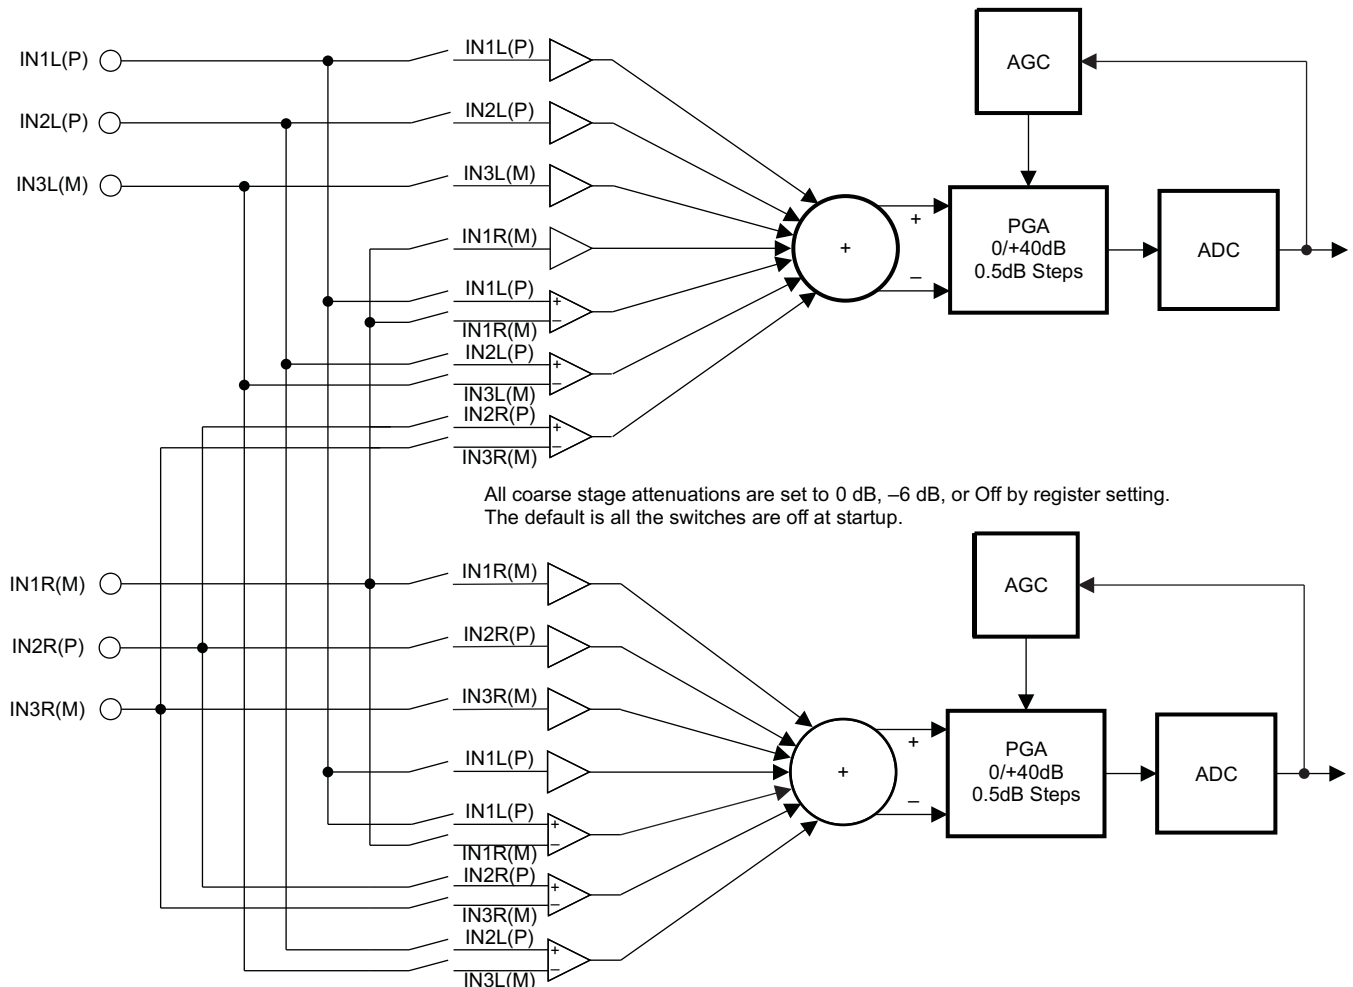 IN1L(P)
IN1L(P)
AGC
IN2L(P)
IN2L(P)
IN3L(M)
IN3L(M)
IN1R(M)
+
+
PGA
0/+40dB
0.5dB Steps
ADC
–
IN1L(P)
+
–
IN1R(M)
IN2L(P)
+
–
IN3L(M)
IN2R(P)
+
–
IN3R(M)
All coarse stage attenuations are set to 0 dB, –6 dB, or Off by register setting.
The default is all the switches are off at startup.
IN1R(M)
IN1R(M)
AGC
IN2R(P)
IN2R(P)
IN3R(M)
IN3R(M)
IN1L(P)
+
+
PGA
0/+40dB
0.5dB Steps
ADC
–
IN1L(P)
+
–
IN1R(M)
IN2R(P)
+
–
IN3R(M)
IN2L(P)
+
–
IN3L(M)